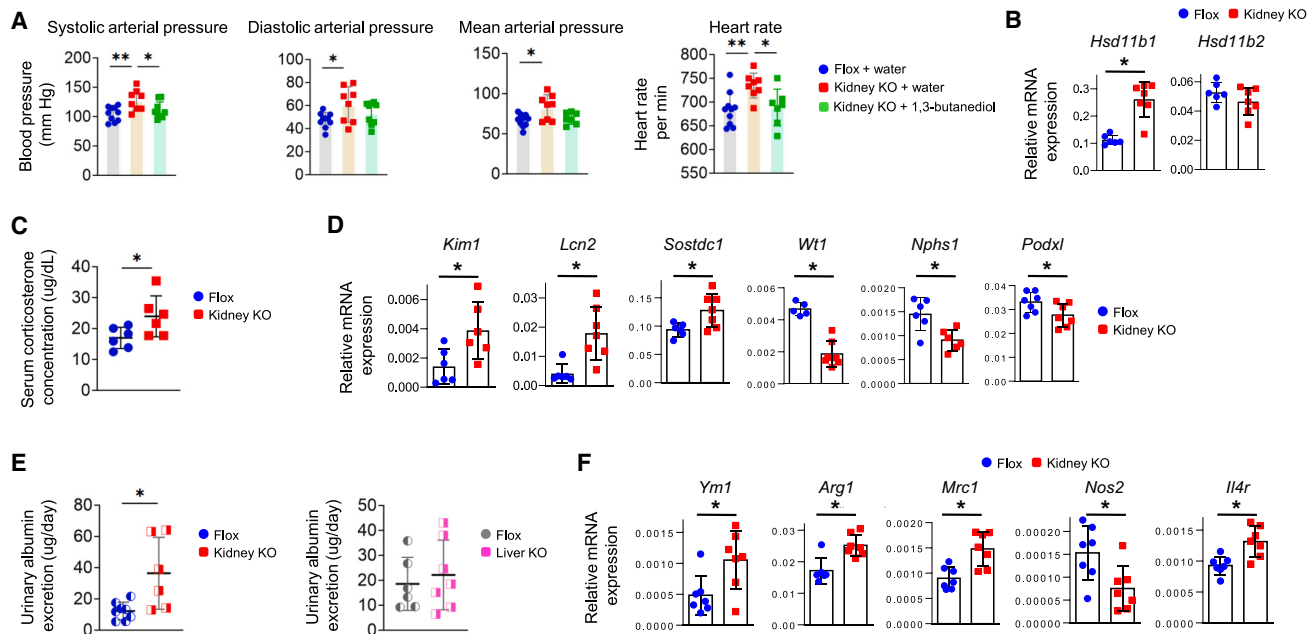 A
Systolic arterial pressure
Diastolic arterial pressure
Mean arterial pressure
Heart rate
Blood pressure
(mm Hg)
200
150
100
50
0
** *
100
80
60
40
20
0
*
150
100
50
0
*
Heart rate
per min
900
800
700
600
150
0
** *
Flox + water
Kidney KO + water
Kidney KO + 1,3-butanediol
B
Flox Kidney KO
Hsd11b1
Hsd11b2
Relative mRNA
expression
0.3
0.2
0.1
*
0.06
0.04
0.02
0.00
C
Serum corticosterone
concentration (ug/dL)
40
30
20
10
0
*
Flox
Kidney KO
D
Kim1
Lcn2
Sostdc1
Wt1
Nphs1
Podxl
Relative mRNA
expression
*
0.006
0.004
0.002
0.000
*
0.03
0.02
0.01
0.00
*
0.15
0.10
0.05
0.00
*
0.006
0.004
0.002
0.000
*
0.0020
0.0015
0.0010
0.0005
0.0000
*
0.04
0.03
0.02
0.01
0.00
Flox
Kidney KO
E
Urinary albumin
excretion (ug/day)
80
60
40
20
0
*
Flox
Kidney KO
Urinary albumin
excretion (ug/day)
50
40
30
20
10
0
Flox
Liver KO
F
Flox Kidney KO
Ym1
Arg1
Mrc1
Nos2
Il4r
Relative mRNA
expression
*
0.0015
0.0010
0.0005
0.0000
*
0.03
0.02
0.01
0.00
*
0.0020
0.0015
0.0010
0.0005
0.0000
*
0.00020
0.00015
0.00010
0.00005
0.00000
*
0.0015
0.0010
0.0005
0.0000